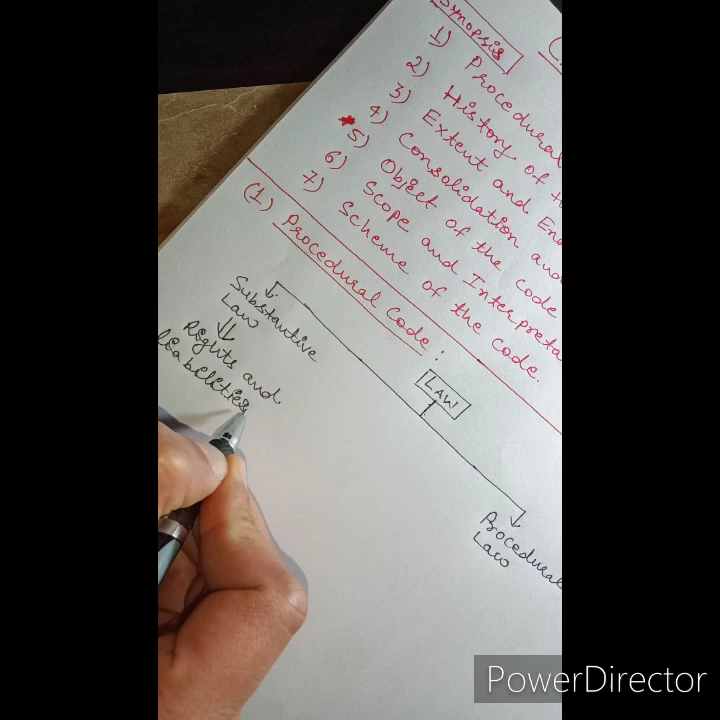 Synopsis
1) Procedural
2) History of
3) Extent and
4) Consolidation and
5) Object of the code
6) Scope and Interpreta
7) Scheme of the code.
(1) Procedural Code :
LAW
Substantive
Law
Rights and
liabilities
Procedural
Law
PowerDirector